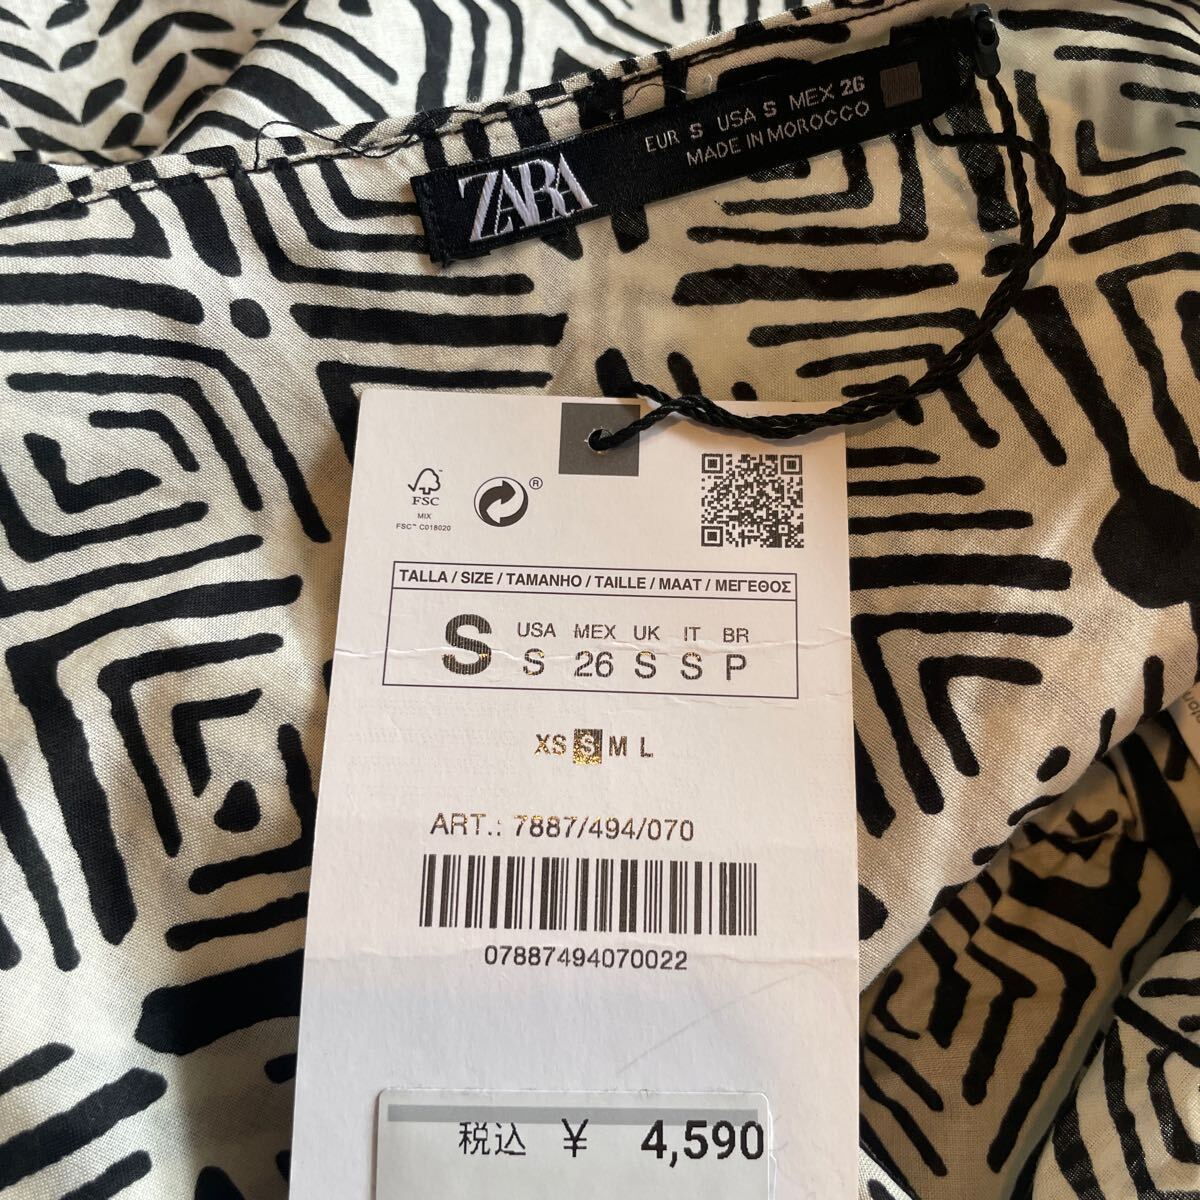 ZARA
EUR S USA S MEX 26
MADE IN MOROCCO
FSC
MIX
FSC™ C018020
®
TALLA / SIZE / TAMANHO / TAILLE / MAAT / ΜΕΓΕΘΟΣ
S
USA MEX UK IT BR
S 26 S S P
XS S M L
ART.: 7887/494/070
07887494070022
税込 ¥ 4,590